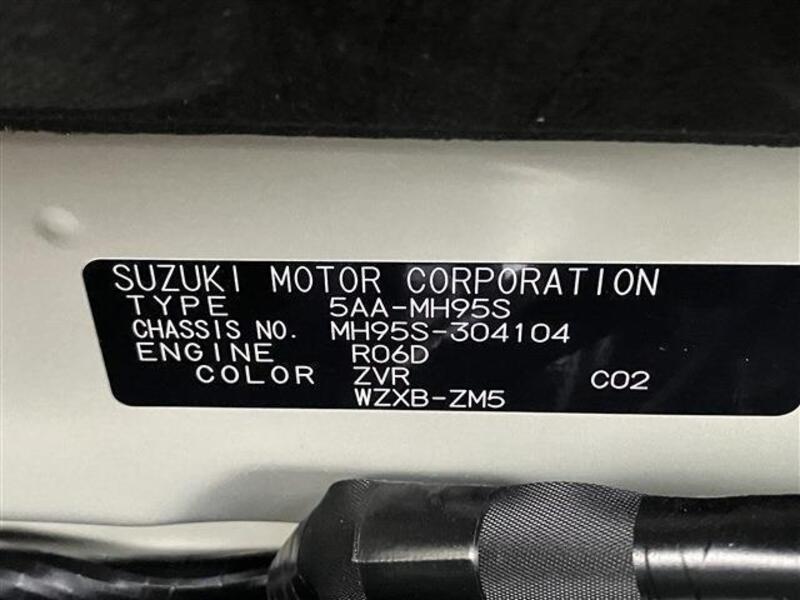 SUZUKI MOTOR CORPORATION
TYPE 5AA-MH95S
CHASSIS NO. MH95S-304104
ENGINE R06D
COLOR ZVR C02
WZXB-ZM5